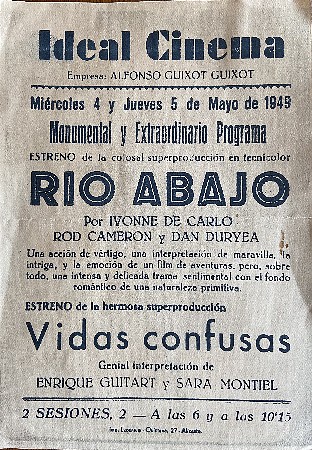 Ideal Cinema
Empresa: ALFONSO GUIXOT GUIXOT
Miércoles 4 y Jueves 5 de Mayo de 1949
Monumental y Extraordinario Programa
ESTRENO de la colosal superproducción en tecnicolor
RIO ABAJO
Por IVONNE DE CARLO
ROD CAMERON y DAN DURYEA
Una acción de vértigo, una interpretación de maravilla, la
intriga, y la emoción de un film de aventuras, pero, sobre
todo, una intensa y delicada trama sentimental con el fondo
romántico de una naturaleza primitiva.
ESTRENO de la hermosa superproducción
Vidas confusas
Genial interpretación de
ENRIQUE GUITART y SARA MONTIEL
2 SESIONES, 2 — A las 6 y a las 10'15
Imp. 27.-Alicante